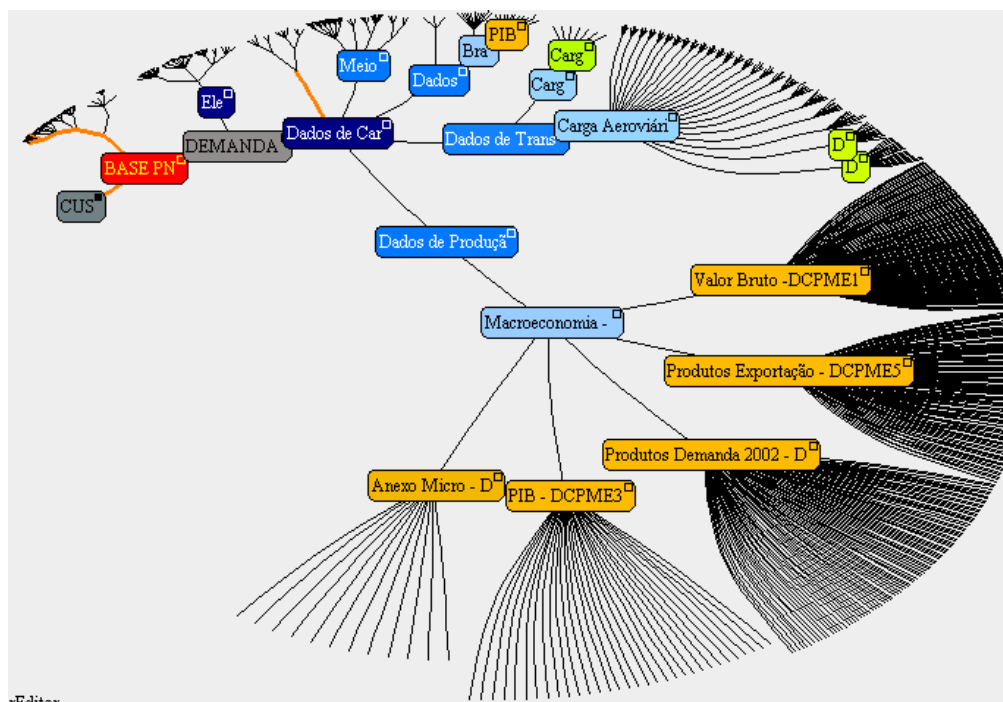 PIB
Bra
Carg
Meio
Dados
Carg
Ele
Dados de Car
Carga Aeroviári
DEMANDA
Dados de Trans
D
BASE PN
D
CUS
Dados de Produçã
Valor Bruto -DCPME1
Macroeconomia -
Produtos Exportação - DCPME5
Produtos Demanda 2002 - D
Anexo Micro - D
PIB - DCPME3
rEditor